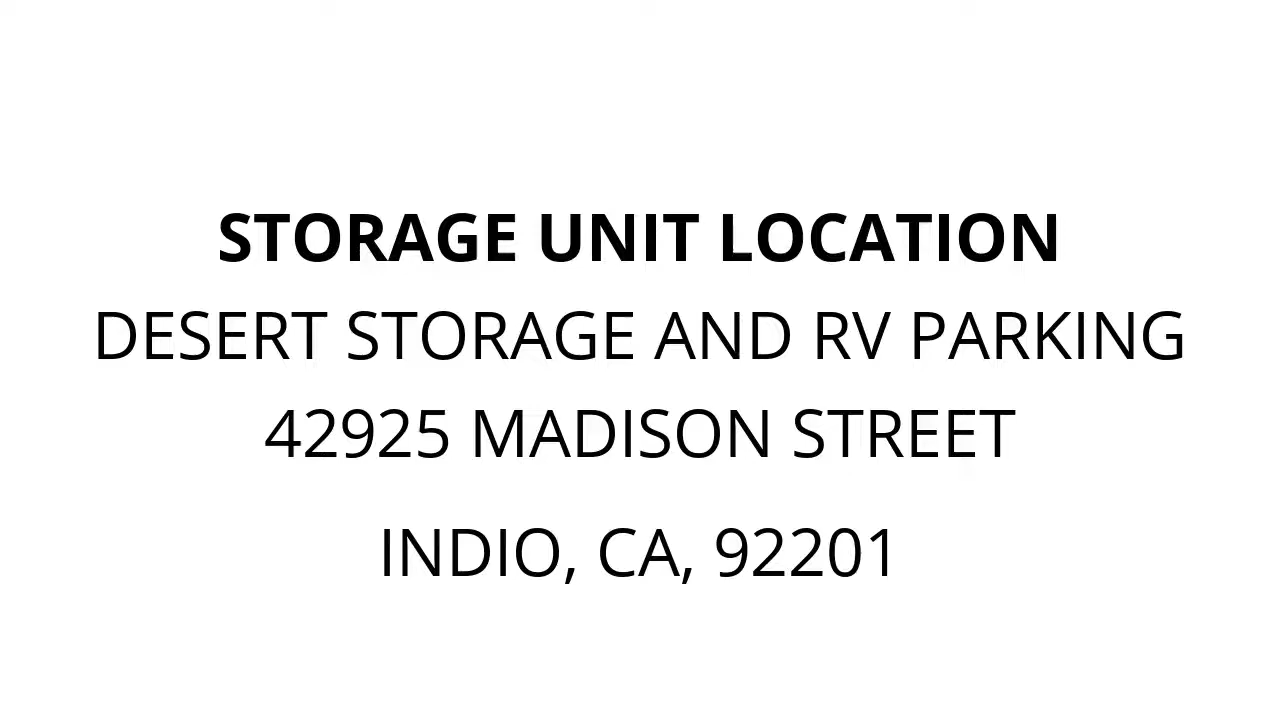 STORAGE UNIT LOCATION
DESERT STORAGE AND RV PARKING
42925 MADISON STREET
INDIO, CA, 92201